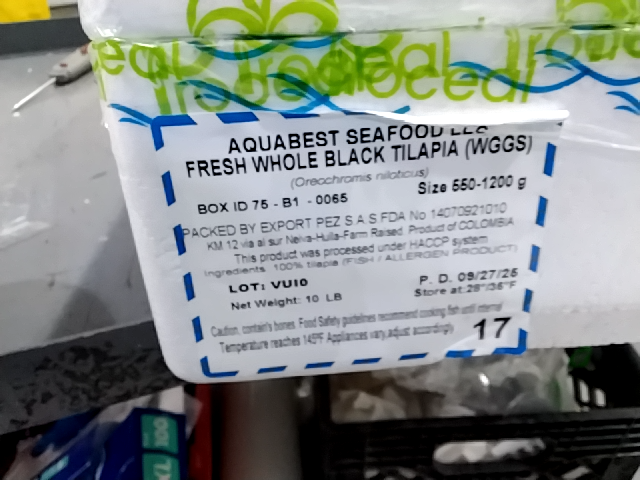 AQUABEST SEAFOOD LLC
FRESH WHOLE BLACK TILAPIA (WGGS)
(Oreochromis niloticus)
Size 550-1200 g
BOX ID 75 - B1 - 0065
PACKED BY EXPORT PEZ S.A.S FDA No 14070921010
KM 12 via al sur Neiva-Huila-Farm Raised Product of COLOMBIA
This product was processed under HACCP system
Ingredients: 100% tilapia (FISH / ALLERGEN PRODUCT)
LOT: VU10
P. D. 09/27/25
Net Weight: 10 LB
Store at:
Caution, contain's bones. Food Safety guidelines recommend cooking fish until internal
Temperature reaches 145ºF Appliances vary, adjust accordingly
17
100
XL